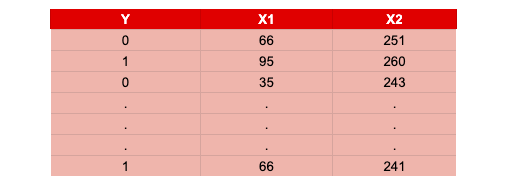 Y X1 X2
0 66 251
1 95 260
0 35 243
. . .
. . .
. . .
1 66 241